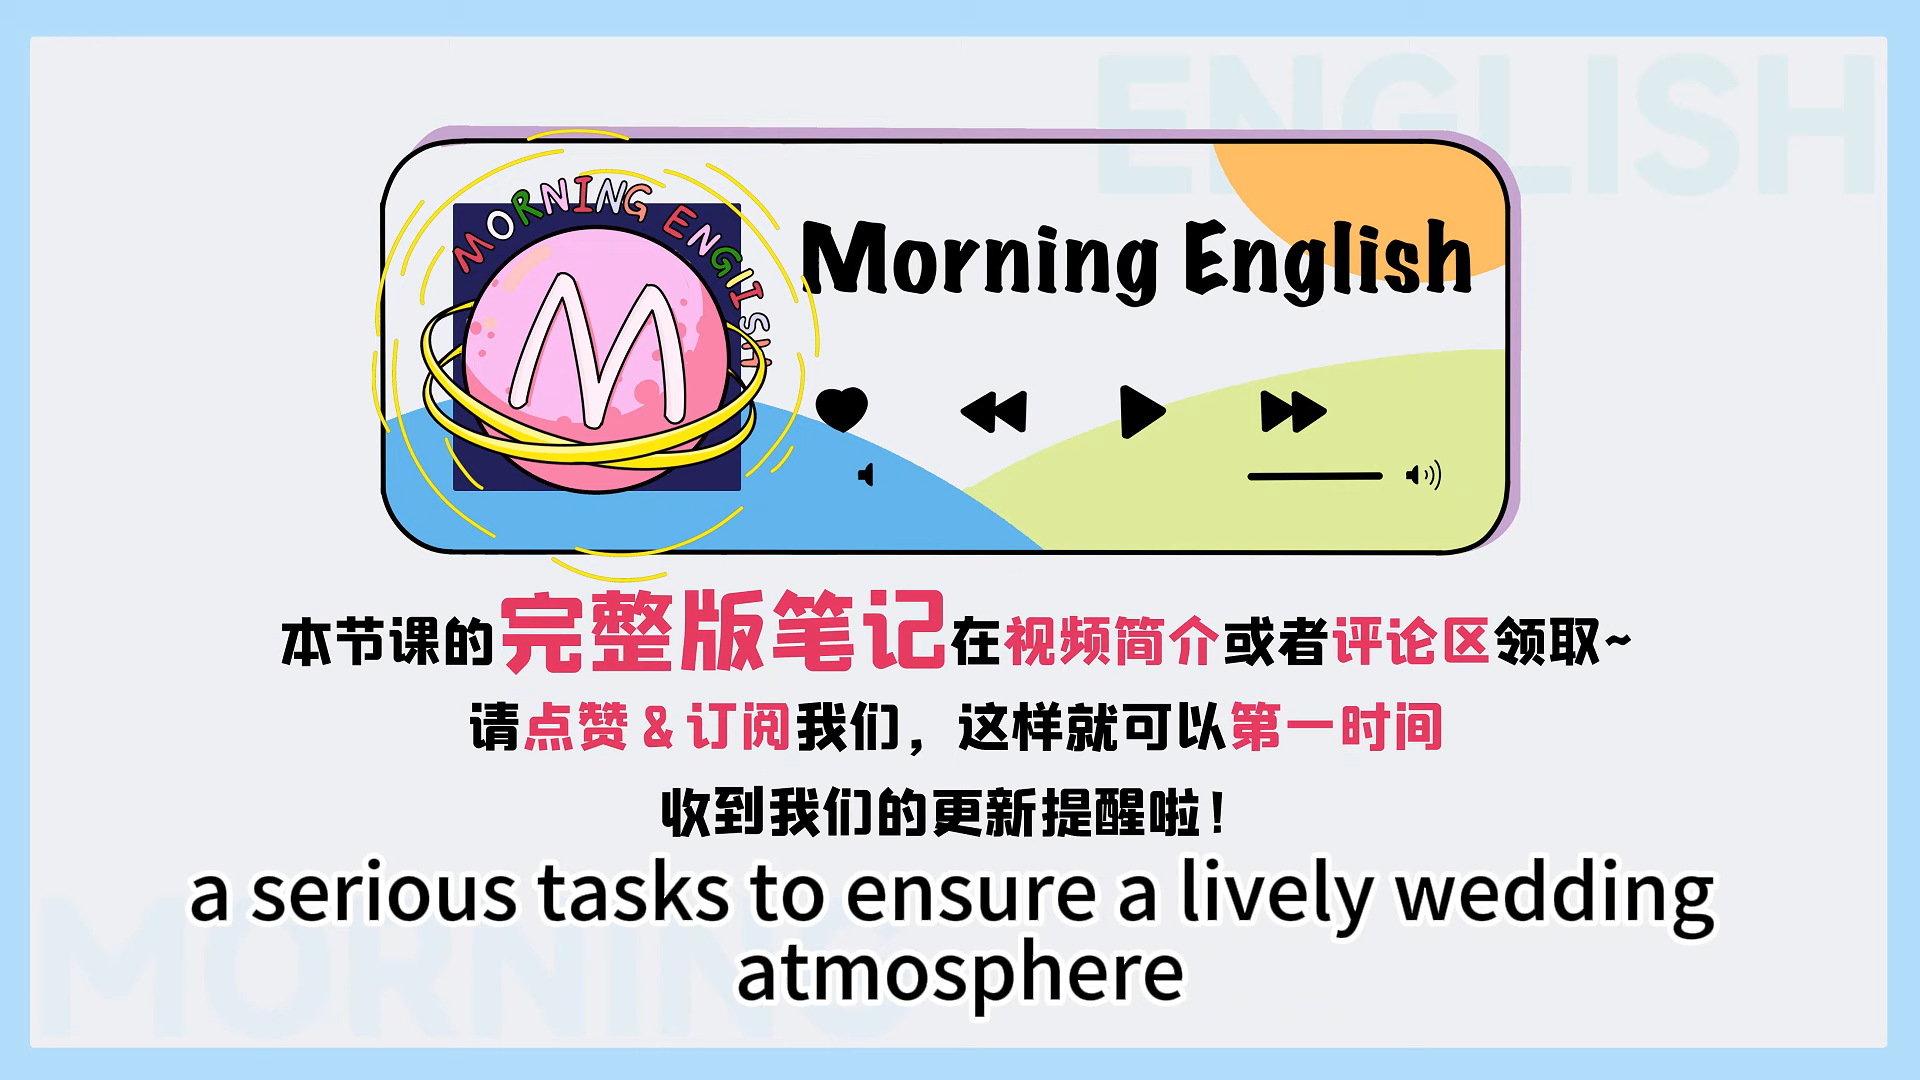 ENGLISH
MORNING ENGLISH
M
Morning English
本节课的完整版笔记在视频简介或者评论区领取~
请点赞&订阅我们，这样就可以第一时间
收到我们的更新提醒啦！
a serious tasks to ensure a lively wedding
atmosphere
MORNING